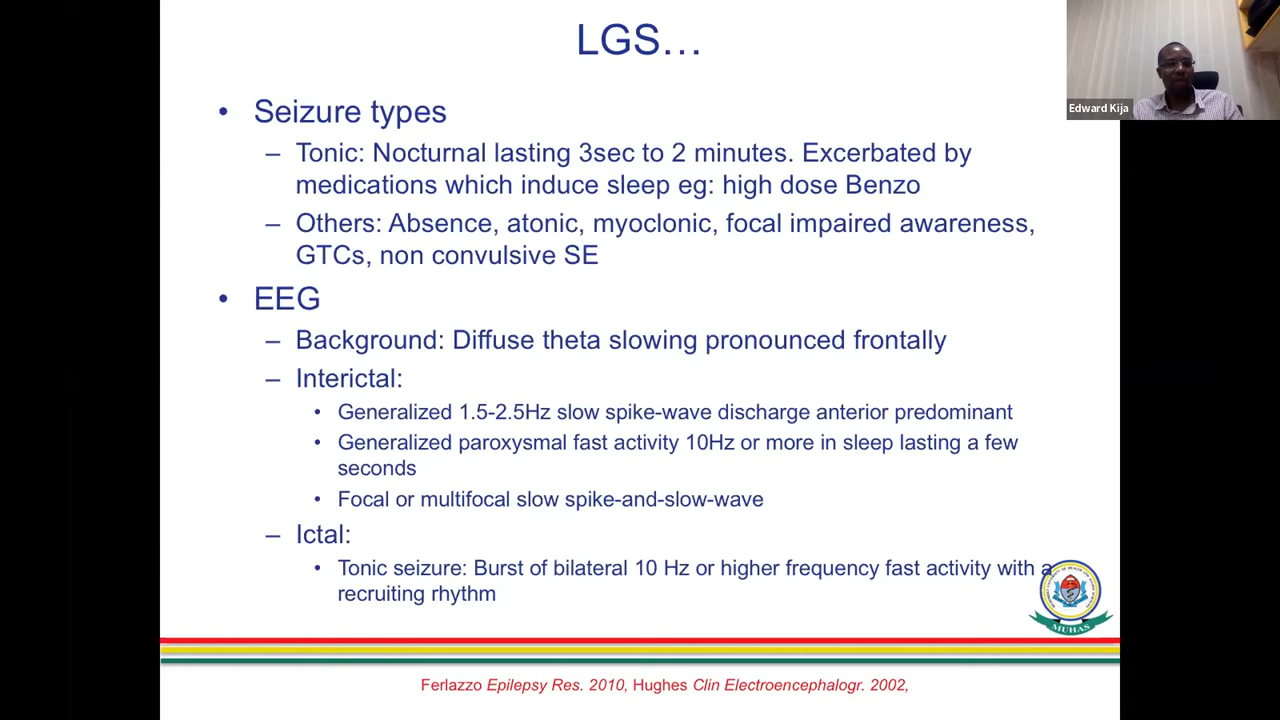 LGS…
Edward Kija
• Seizure types
– Tonic: Nocturnal lasting 3sec to 2 minutes. Excerbated by
medications which induce sleep eg: high dose Benzo
– Others: Absence, atonic, myoclonic, focal impaired awareness,
GTCs, non convulsive SE
• EEG
– Background: Diffuse theta slowing pronounced frontally
– Interictal:
• Generalized 1.5-2.5Hz slow spike-wave discharge anterior predominant
• Generalized paroxysmal fast activity 10Hz or more in sleep lasting a few
seconds
• Focal or multifocal slow spike-and-slow-wave
– Ictal:
• Tonic seizure: Burst of bilateral 10 Hz or higher frequency fast activity with a
recruiting rhythm
MUHAS
Ferlazzo Epilepsy Res. 2010, Hughes Clin Electroencephalogr. 2002,